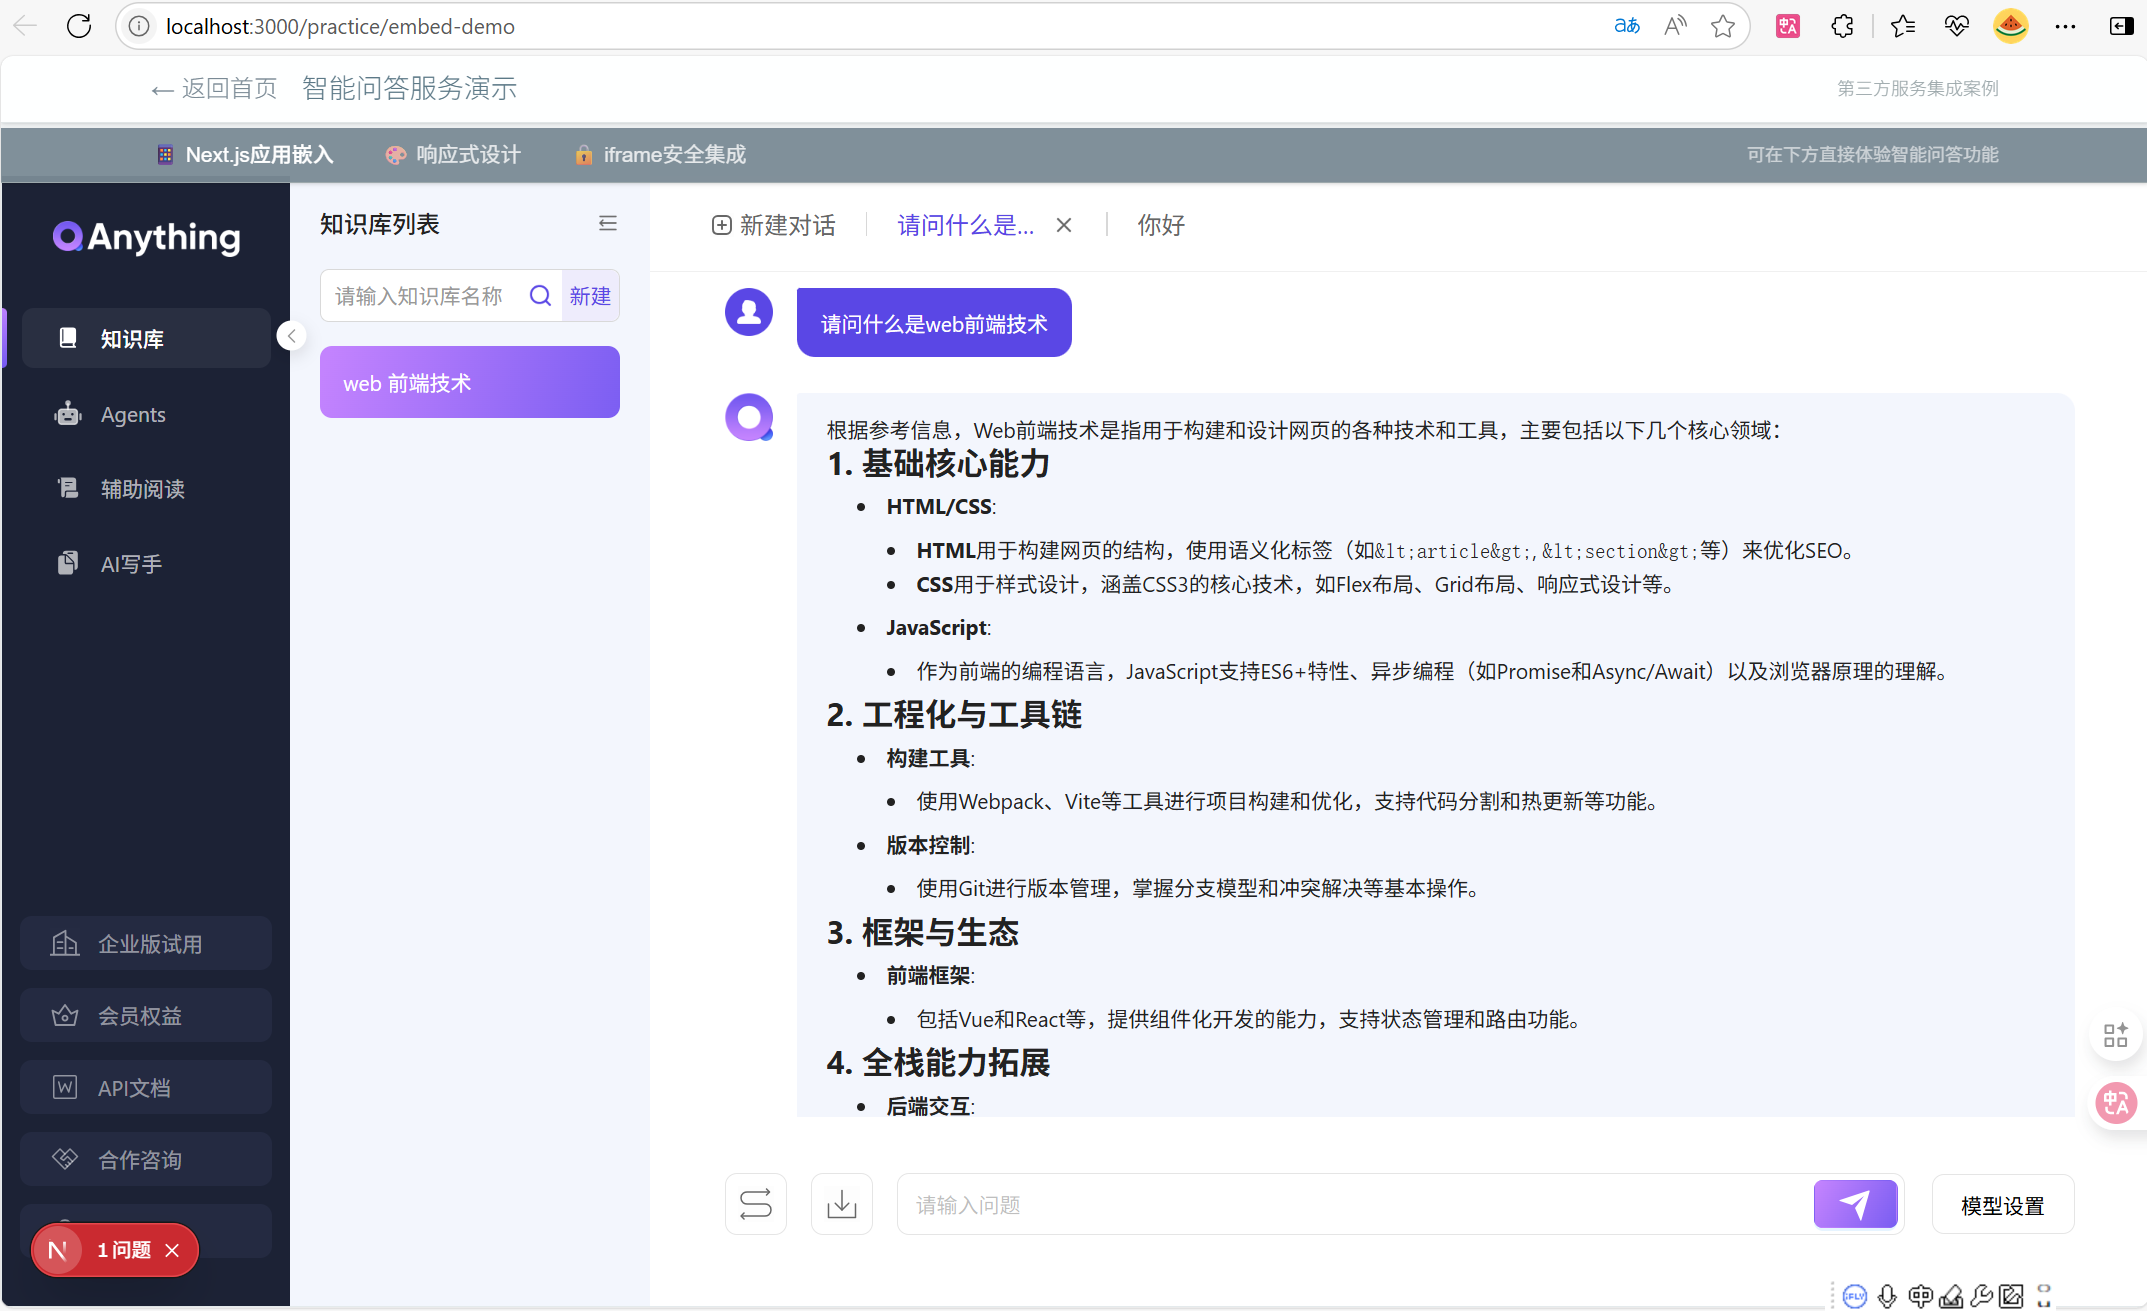 localhost:3000/practice/embed-demo
← 返回首页 智能问答服务演示 第三方服务集成案例
Next.js应用嵌入 响应式设计 iframe安全集成 可在下方直接体验智能问答功能
QAnything
知识库
Agents
辅助阅读
AI写手
企业版试用
会员权益
API文档
合作咨询
N 1 问题
知识库列表
请输入知识库名称 新建
web 前端技术
新建对话 请问什么是... 你好
请问什么是web前端技术
根据参考信息，Web前端技术是指用于构建和设计网页的各种技术和工具，主要包括以下几个核心领域：
1. 基础核心能力
• HTML/CSS:
• HTML用于构建网页的结构，使用语义化标签（如&lt;article&gt;,&lt;section&gt;等）来优化SEO。
• CSS用于样式设计，涵盖CSS3的核心技术，如Flex布局、Grid布局、响应式设计等。
• JavaScript:
• 作为前端的编程语言，JavaScript支持ES6+特性、异步编程（如Promise和Async/Await）以及浏览器原理的理解。
2. 工程化与工具链
• 构建工具:
• 使用Webpack、Vite等工具进行项目构建和优化，支持代码分割和热更新等功能。
• 版本控制:
• 使用Git进行版本管理，掌握分支模型和冲突解决等基本操作。
3. 框架与生态
• 前端框架:
• 包括Vue和React等，提供组件化开发的能力，支持状态管理和路由功能。
4. 全栈能力拓展
• 后端交互:
请输入问题
模型设置
iFLY 中